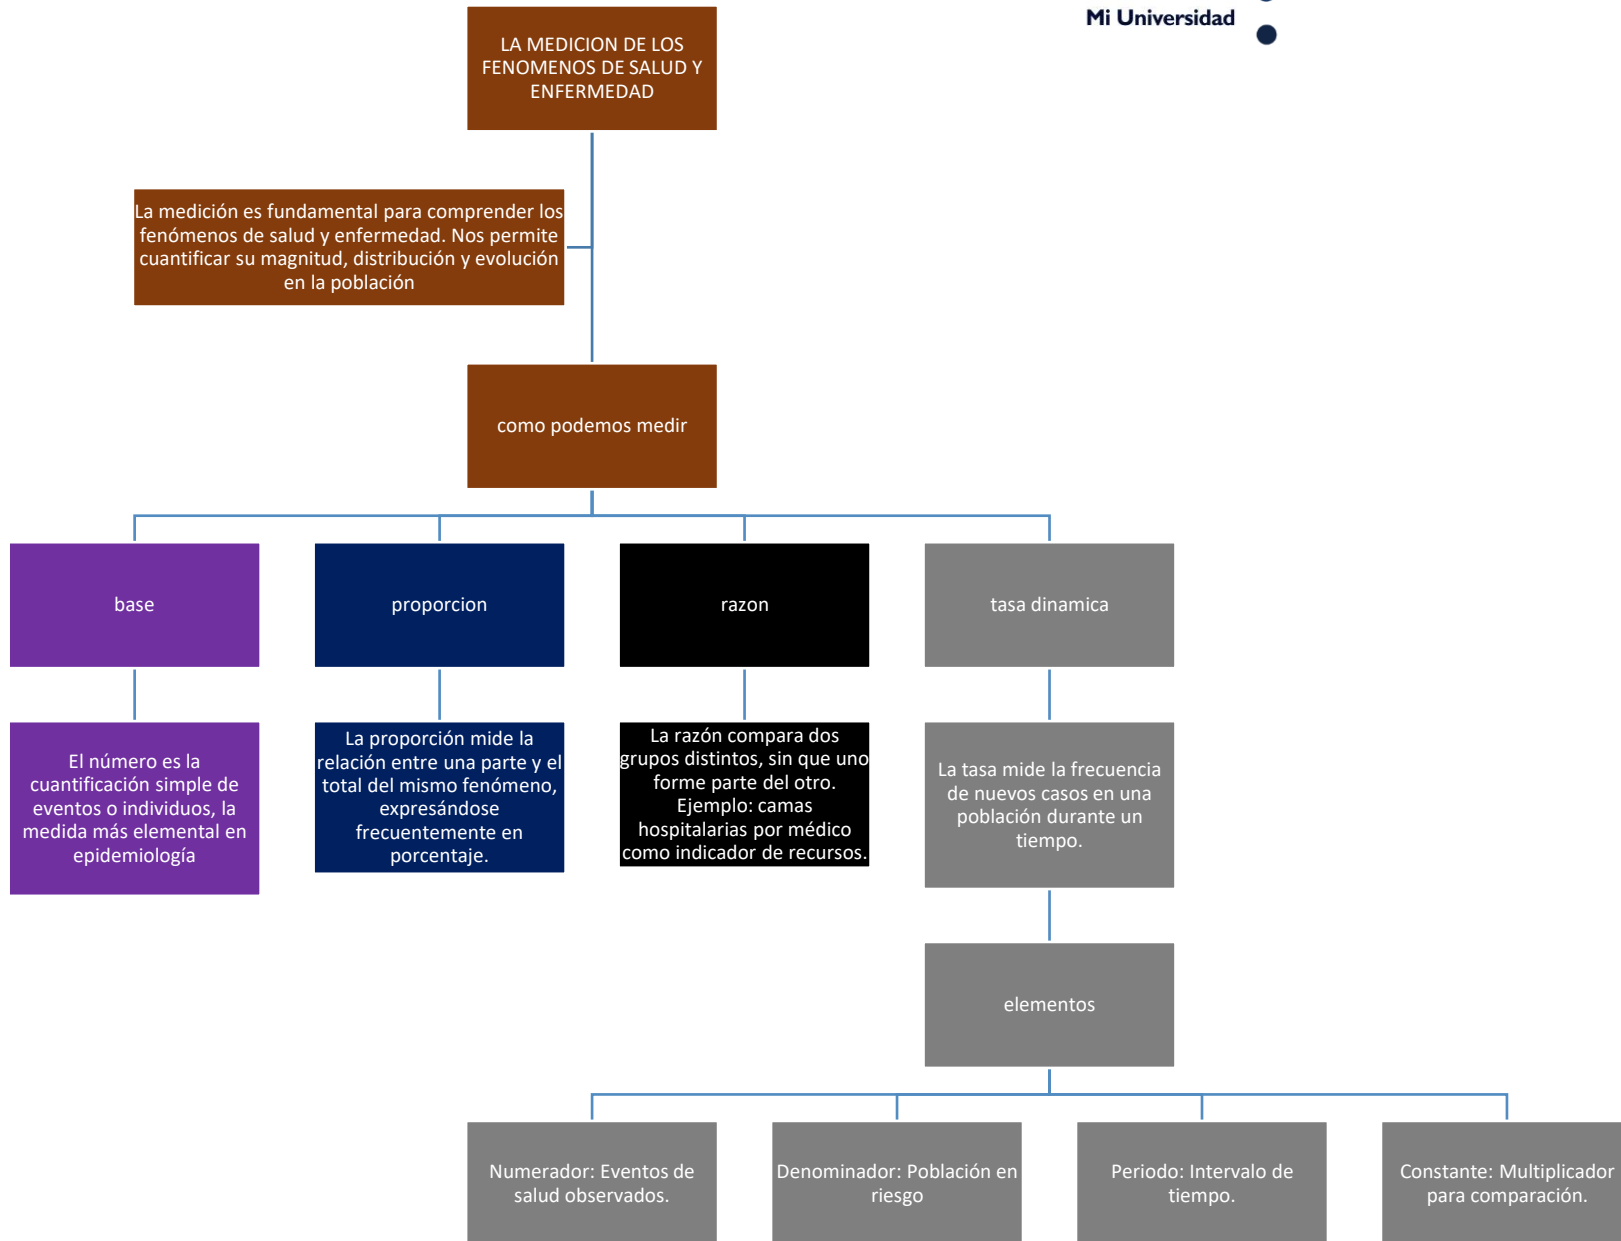 Mi Universidad
LA MEDICION DE LOS
FENOMENOS DE SALUD Y
ENFERMEDAD
La medición es fundamental para comprender los
fenómenos de salud y enfermedad. Nos permite
cuantificar su magnitud, distribución y evolución
en la población
como podemos medir
base
proporcion
razon
tasa dinamica
El número es la
cuantificación simple de
eventos o individuos, la
medida más elemental en
epidemiología
La proporción mide la
relación entre una parte y el
total del mismo fenómeno,
expresándose
frecuentemente en
porcentaje.
La razón compara dos
grupos distintos, sin que uno
forme parte del otro.
Ejemplo: camas
hospitalarias por médico
como indicador de recursos.
La tasa mide la frecuencia
de nuevos casos en una
población durante un
tiempo.
elementos
Numerador: Eventos de
salud observados.
Denominador: Población en
riesgo
Periodo: Intervalo de
tiempo.
Constante: Multiplicador
para comparación.